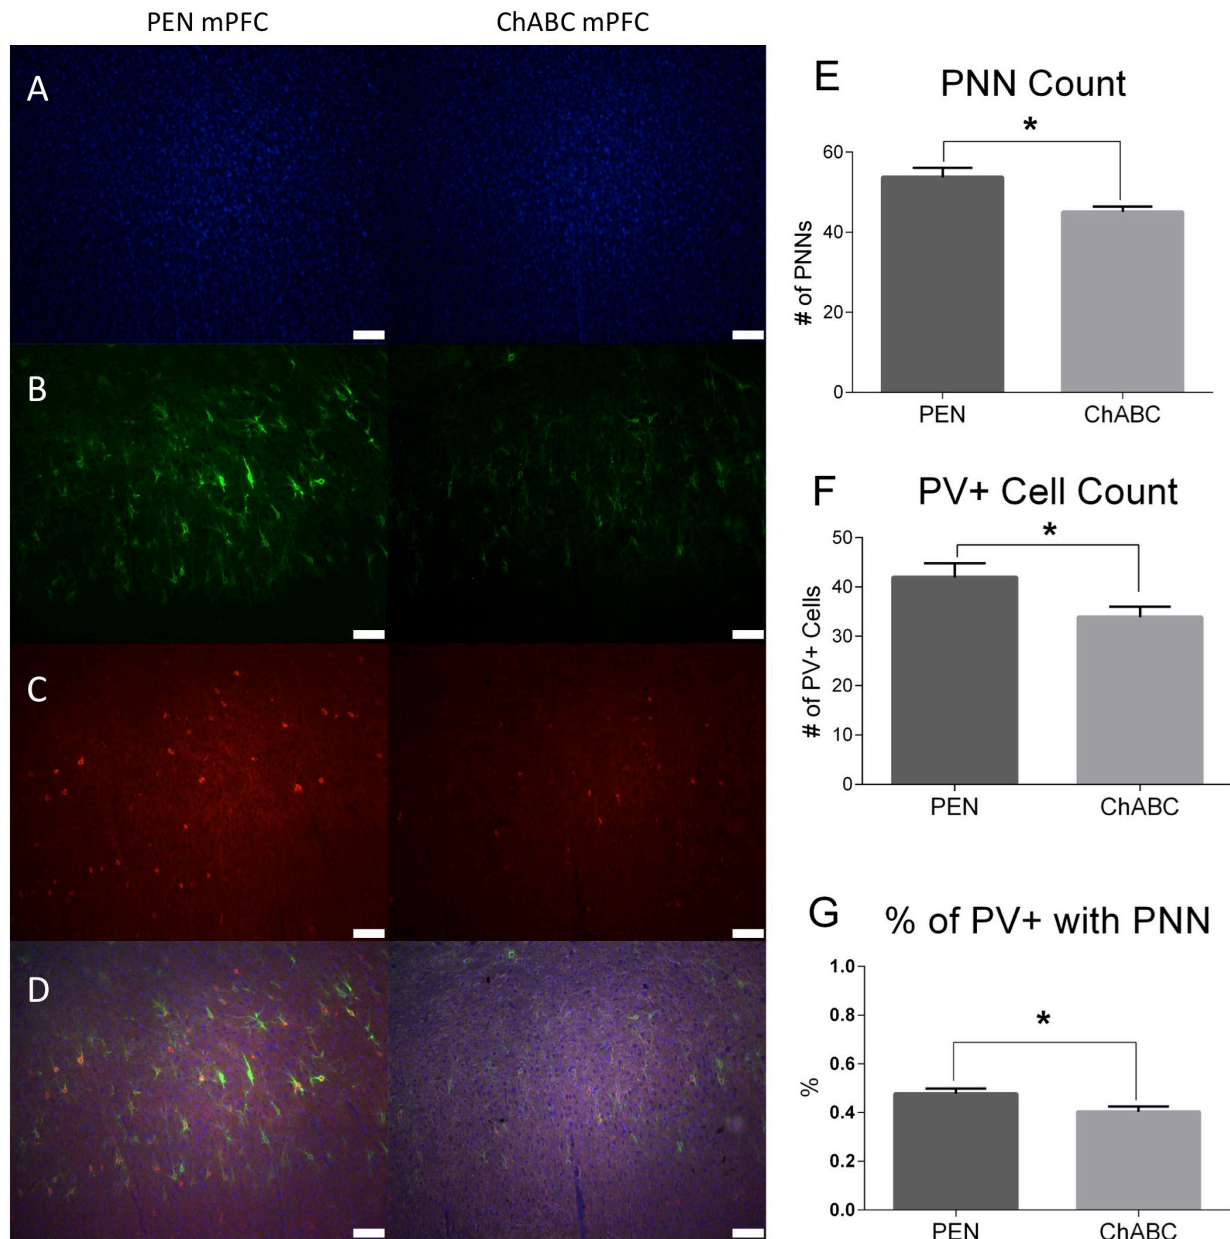 PEN mPFC
ChABC mPFC
A
B
C
D
E
PNN Count
*
60
40
20
0
# of PNNs
PEN
ChABC
F
PV+ Cell Count
*
50
40
30
20
10
0
# of PV+ Cells
PEN
ChABC
G
% of PV+ with PNN
*
1.0
0.8
0.6
0.4
0.2
0.0
%
PEN
ChABC